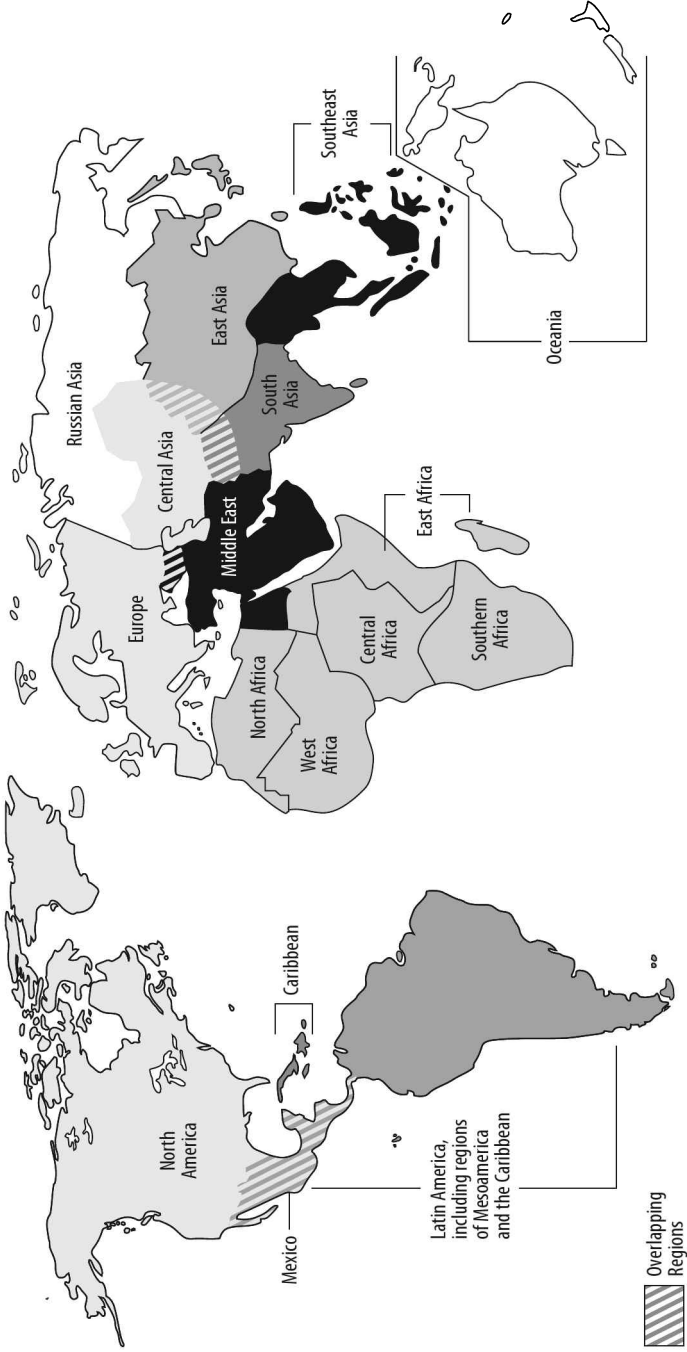 North
America
Mexico
Caribbean
Latin America,
including regions
of Mesoamerica
and the Caribbean
Overlapping
Regions
Europe
Russian Asia
Central Asia
East Asia
South
Asia
Southeast
Asia
Middle East
North Africa
West
Africa
Central
Africa
East Africa
Southern
Africa
Oceania